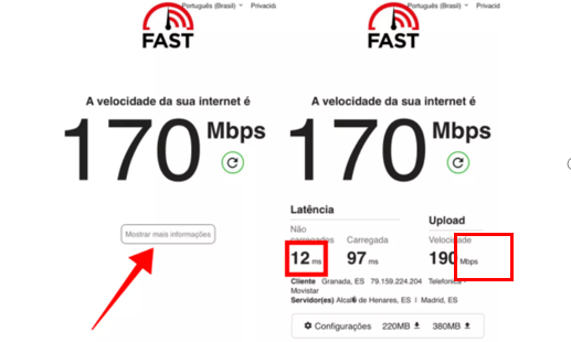 Português (Brasil) Privacid
FAST
A velocidade da sua internet é
170 Mbps
Mostrar mais informações
Português (Brasil) Privacid
FAST
A velocidade da sua internet é
170 Mbps
Latência
Upload
Não
carregados Carregada Velocidade
12 ms 97 ms 190 Mbps
Cliente Granada, ES 79.159.224.204 Telefonica -
Movistar
Servidor(es) Alcal� de Henares, ES | Madrid, ES
Configurações 220MB 380MB